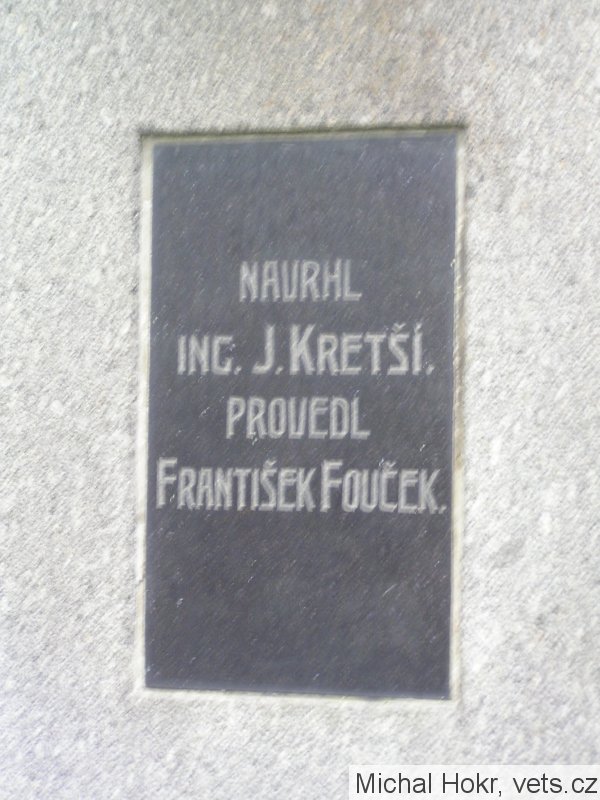 NAVRHL
ING. J. KRETŠÍ.
PROVEDL
FRANTIŠEK FOUČEK.
Michal Hokr, vets.cz